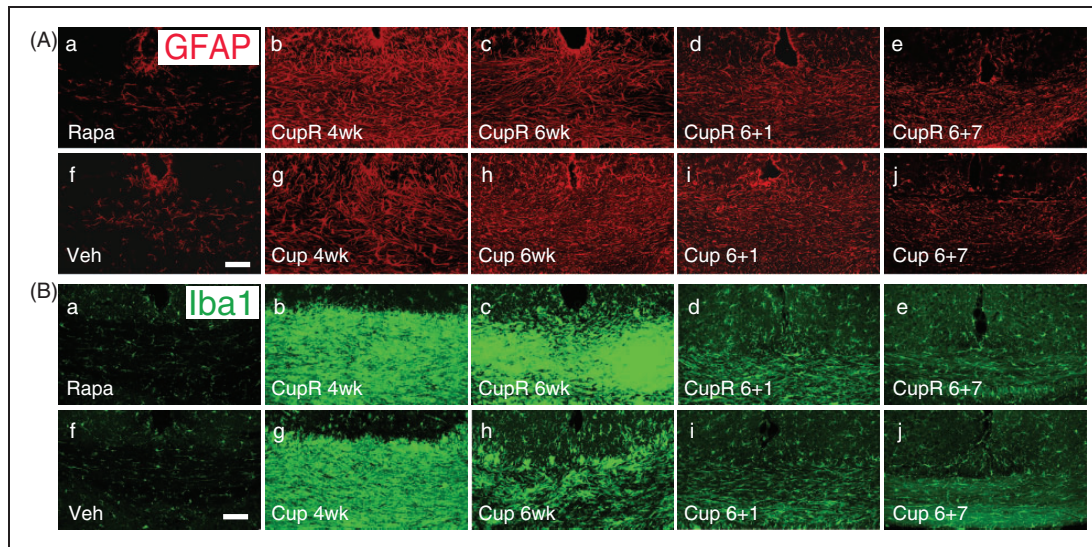 (A)
a GFAP b c d e
Rapa CupR 4wk CupR 6wk CupR 6+1 CupR 6+7
f g h i j
Veh Cup 4wk Cup 6wk Cup 6+1 Cup 6+7
(B)
a Iba1 b c d e
Rapa CupR 4wk CupR 6wk CupR 6+1 CupR 6+7
f g h i j
Veh Cup 4wk Cup 6wk Cup 6+1 Cup 6+7